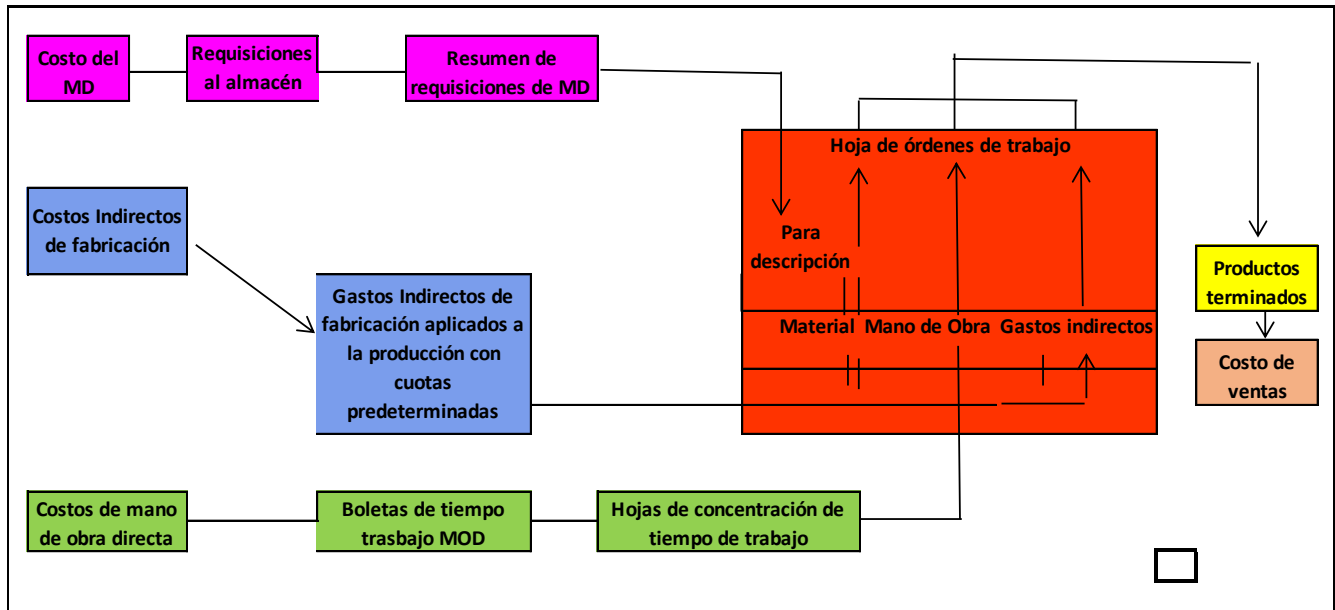 Costo del
MD
Requisiciones
al almacén
Resumen de
requisiciones de MD
Hoja de órdenes de trabajo
Costos Indirectos
de fabricación
Para
descripción
Gastos Indirectos de
fabricación aplicados a
la producción con
cuotas
predeterminadas
Material
Mano de Obra
Gastos indirectos
Productos
terminados
Costo de
ventas
Costos de mano
de obra directa
Boletas de tiempo
trasbajo MOD
Hojas de concentración de
tiempo de trabajo